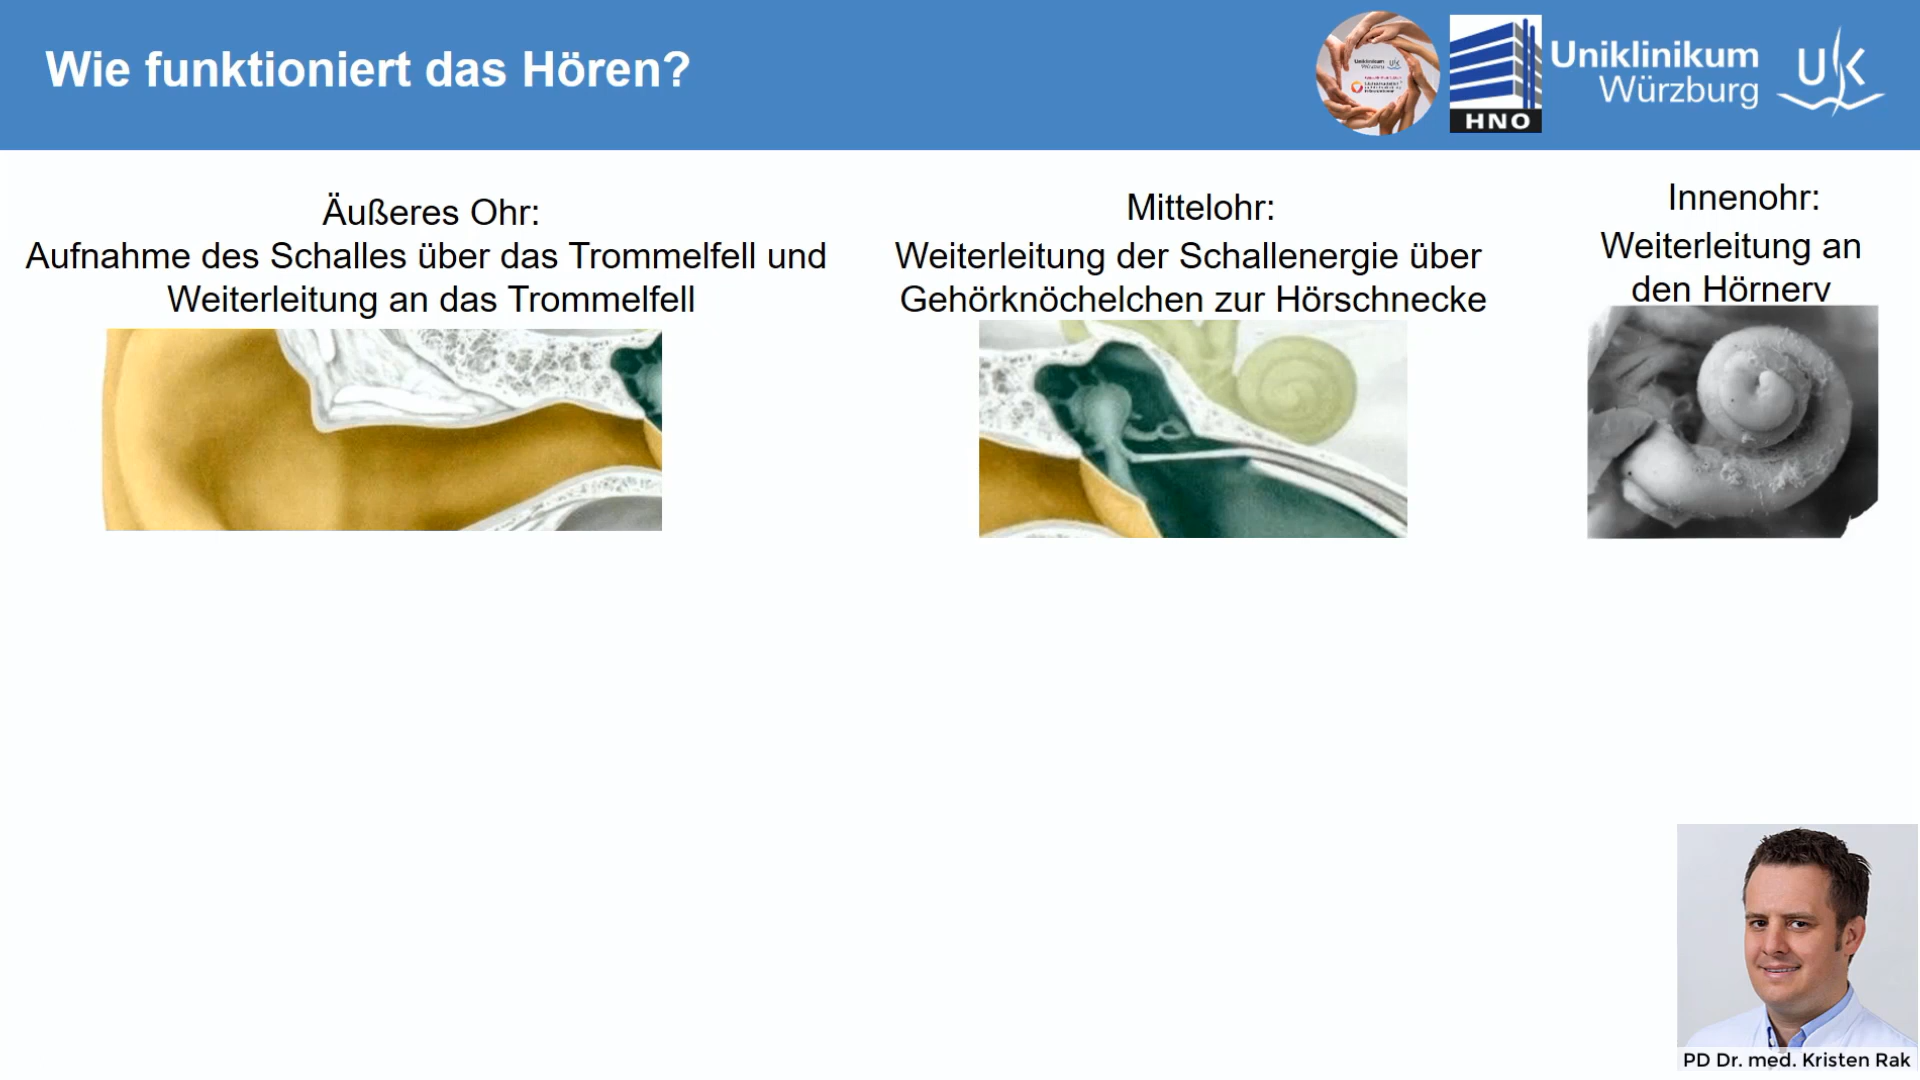 Wie funktioniert das Hören?
Uniklinikum
Würzburg
HNO
Uniklinikum
Würzburg
Äußeres Ohr:
Aufnahme des Schalles über das Trommelfell und
Weiterleitung an das Trommelfell
Mittelohr:
Weiterleitung der Schallenergie über
Gehörknöchelchen zur Hörschnecke
Innenohr:
Weiterleitung an
den Hörnerv
PD Dr. med. Kristen Rak